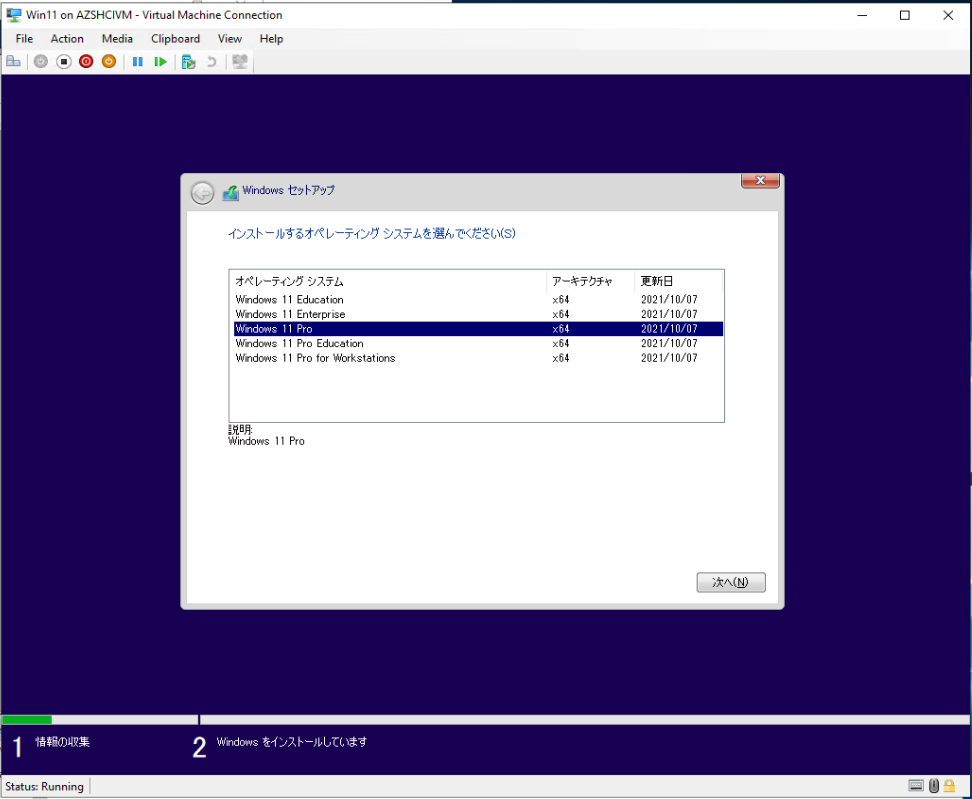 Win11 on AZSHCIVM - Virtual Machine Connection
File Action Media Clipboard View Help
Windows セットアップ
インストールするオペレーティング システムを選んでください(S)
オペレーティング システム アーキテクチャ 更新日
Windows 11 Education x64 2021/10/07
Windows 11 Enterprise x64 2021/10/07
Windows 11 Pro x64 2021/10/07
Windows 11 Pro Education x64 2021/10/07
Windows 11 Pro for Workstations x64 2021/10/07
説明:
Windows 11 Pro
次へ(N)
1 情報の収集 2 Windows をインストールしています
Status: Running